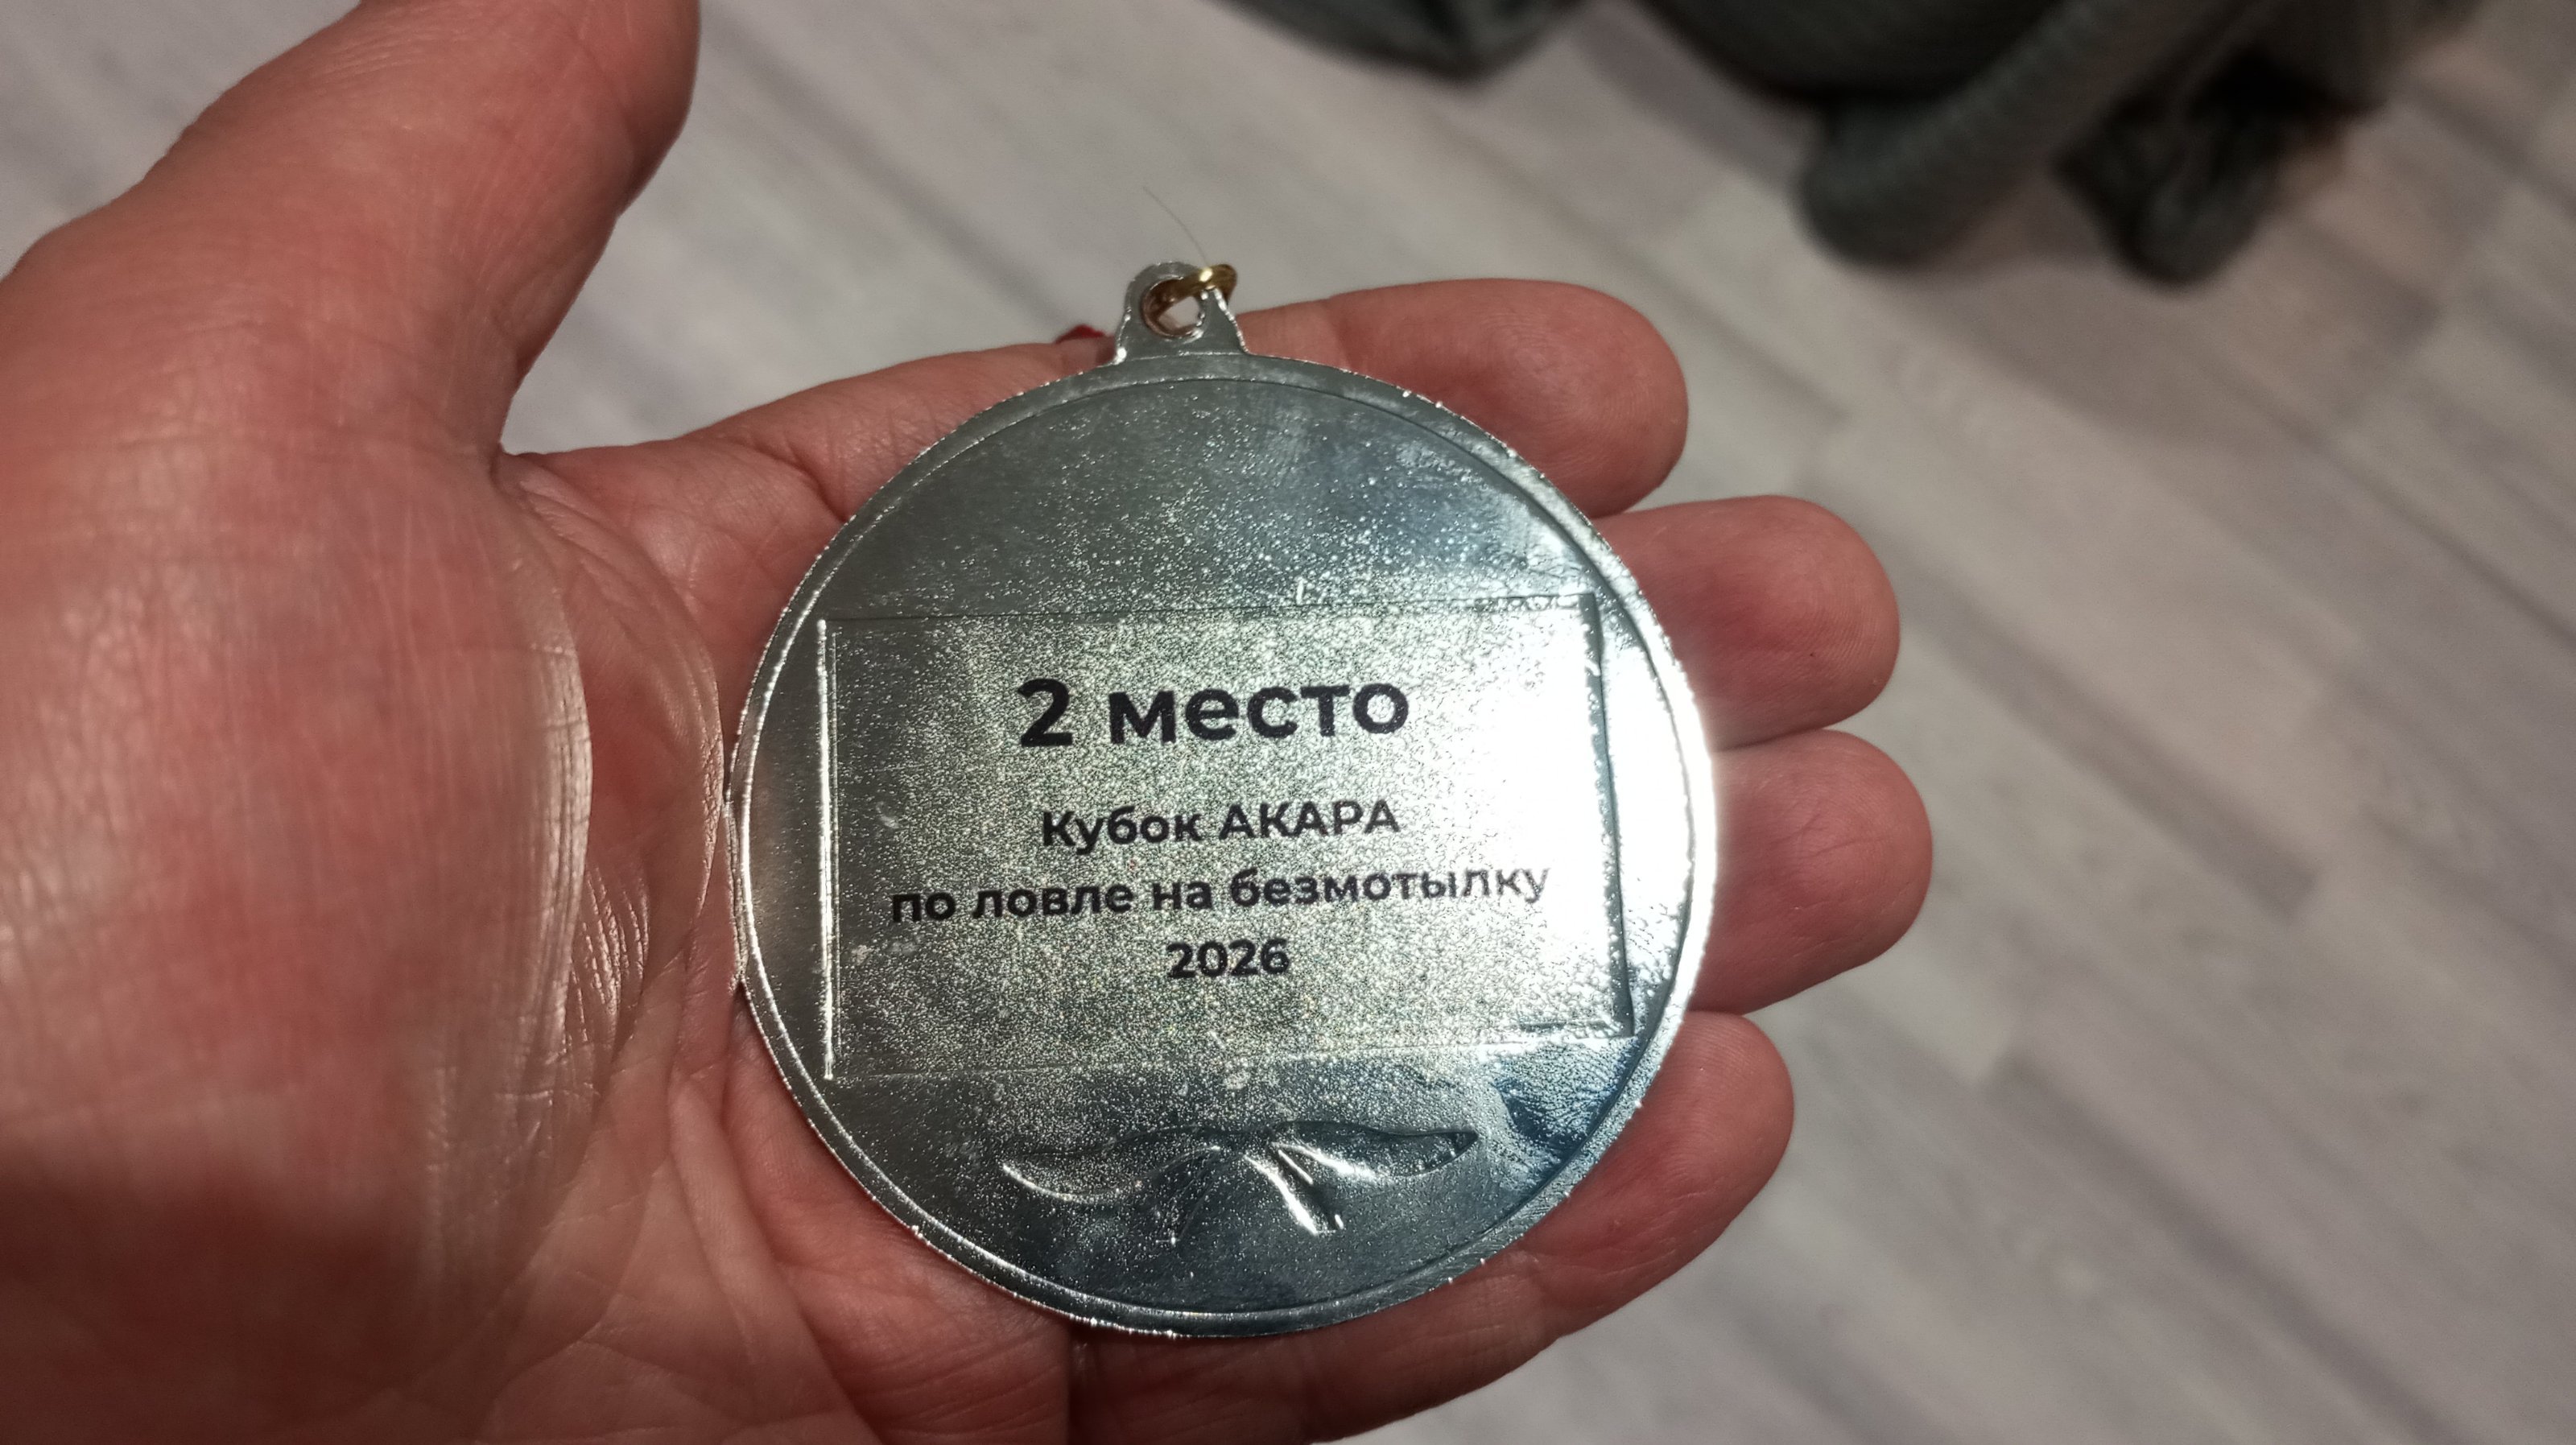 2 место
Кубок АКАРА
по ловле на безмотылку
2026